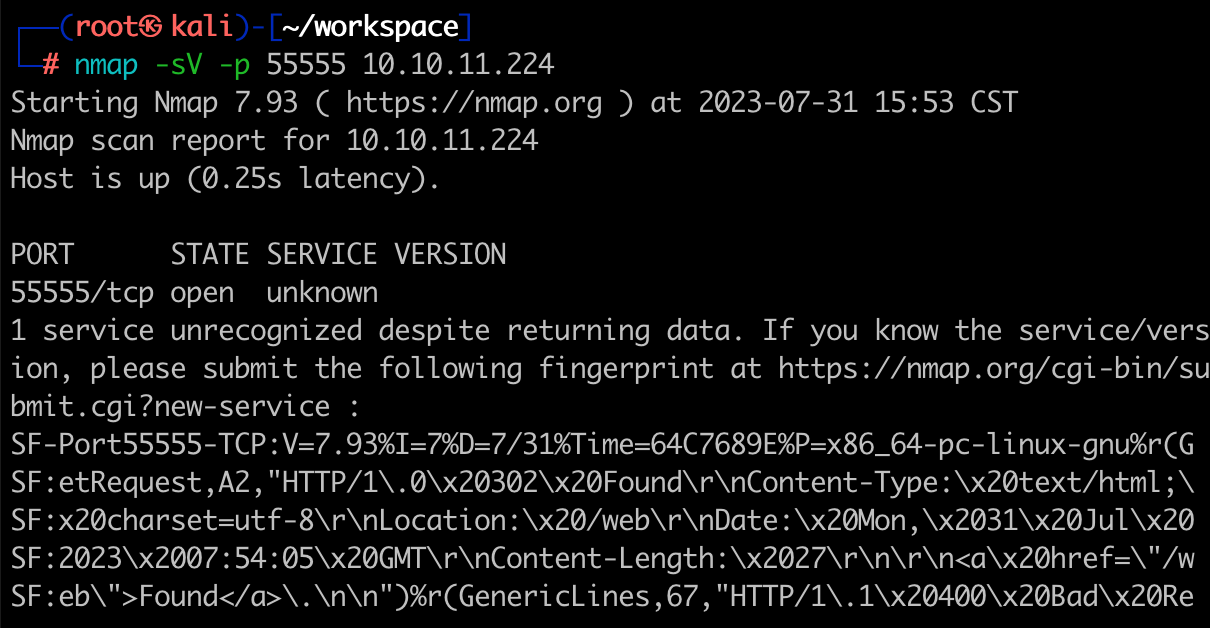 ┌──(root㉿kali)-[~/workspace]
└─# nmap -sV -p 55555 10.10.11.224
Starting Nmap 7.93 ( https://nmap.org ) at 2023-07-31 15:53 CST
Nmap scan report for 10.10.11.224
Host is up (0.25s latency).

PORT      STATE SERVICE VERSION
55555/tcp open  unknown
1 service unrecognized despite returning data. If you know the service/vers
ion, please submit the following fingerprint at https://nmap.org/cgi-bin/su
bmit.cgi?new-service :
SF-Port55555-TCP:V=7.93%I=7%D=7/31%Time=64C7689E%P=x86_64-pc-linux-gnu%r(G
SF:etRequest,A2,"HTTP/1\.0\x20302\x20Found\r\nContent-Type:\x20text/html;\
SF:x20charset=utf-8\r\nLocation:\x20/web\r\nDate:\x20Mon,\x2031\x20Jul\x20
SF:2023\x2007:54:05\x20GMT\r\nContent-Length:\x2027\r\n\r\n<a\x20href=\"/w
SF:eb\">Found</a>\.\n\n")%r(GenericLines,67,"HTTP/1\.1\x20400\x20Bad\x20Re